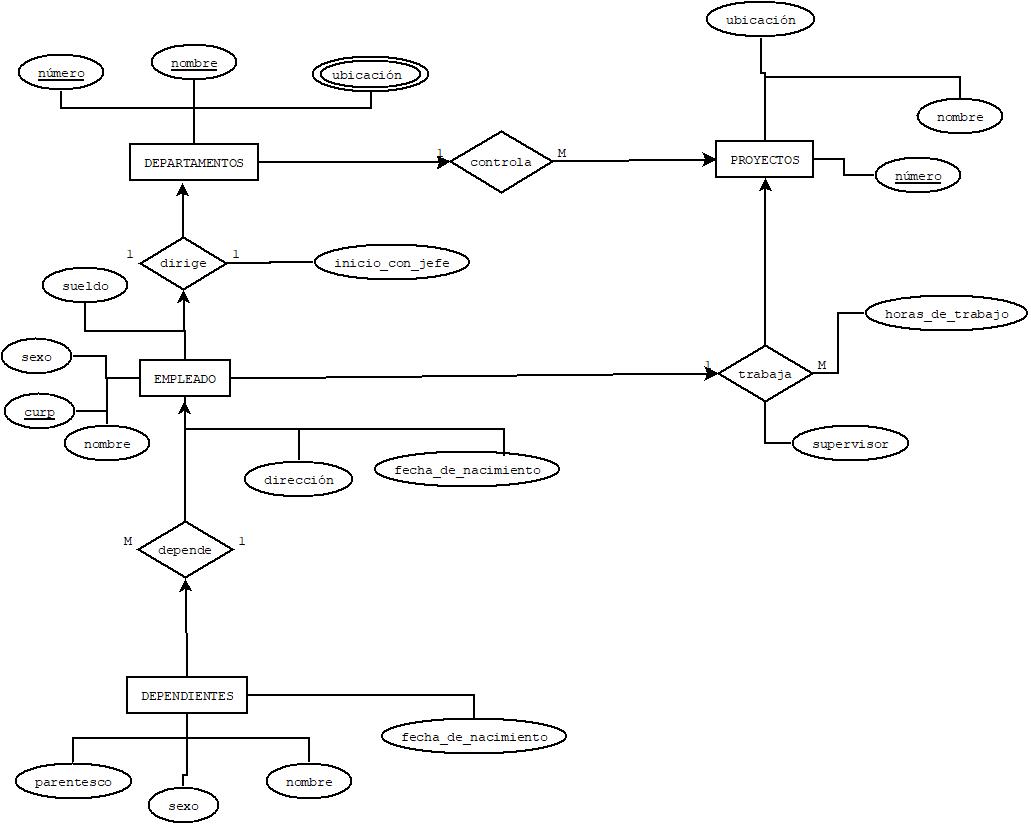 ubicación
nombre
número
ubicación
nombre
DEPARTAMENTOS
1
controla
M
PROYECTOS
número
1
1
dirige
inicio_con_jefe
sueldo
horas_de_trabajo
sexo
EMPLEADO
1
trabaja
M
curp
nombre
supervisor
dirección
fecha_de_nacimiento
M
depende
1
DEPENDIENTES
fecha_de_nacimiento
parentesco
sexo
nombre